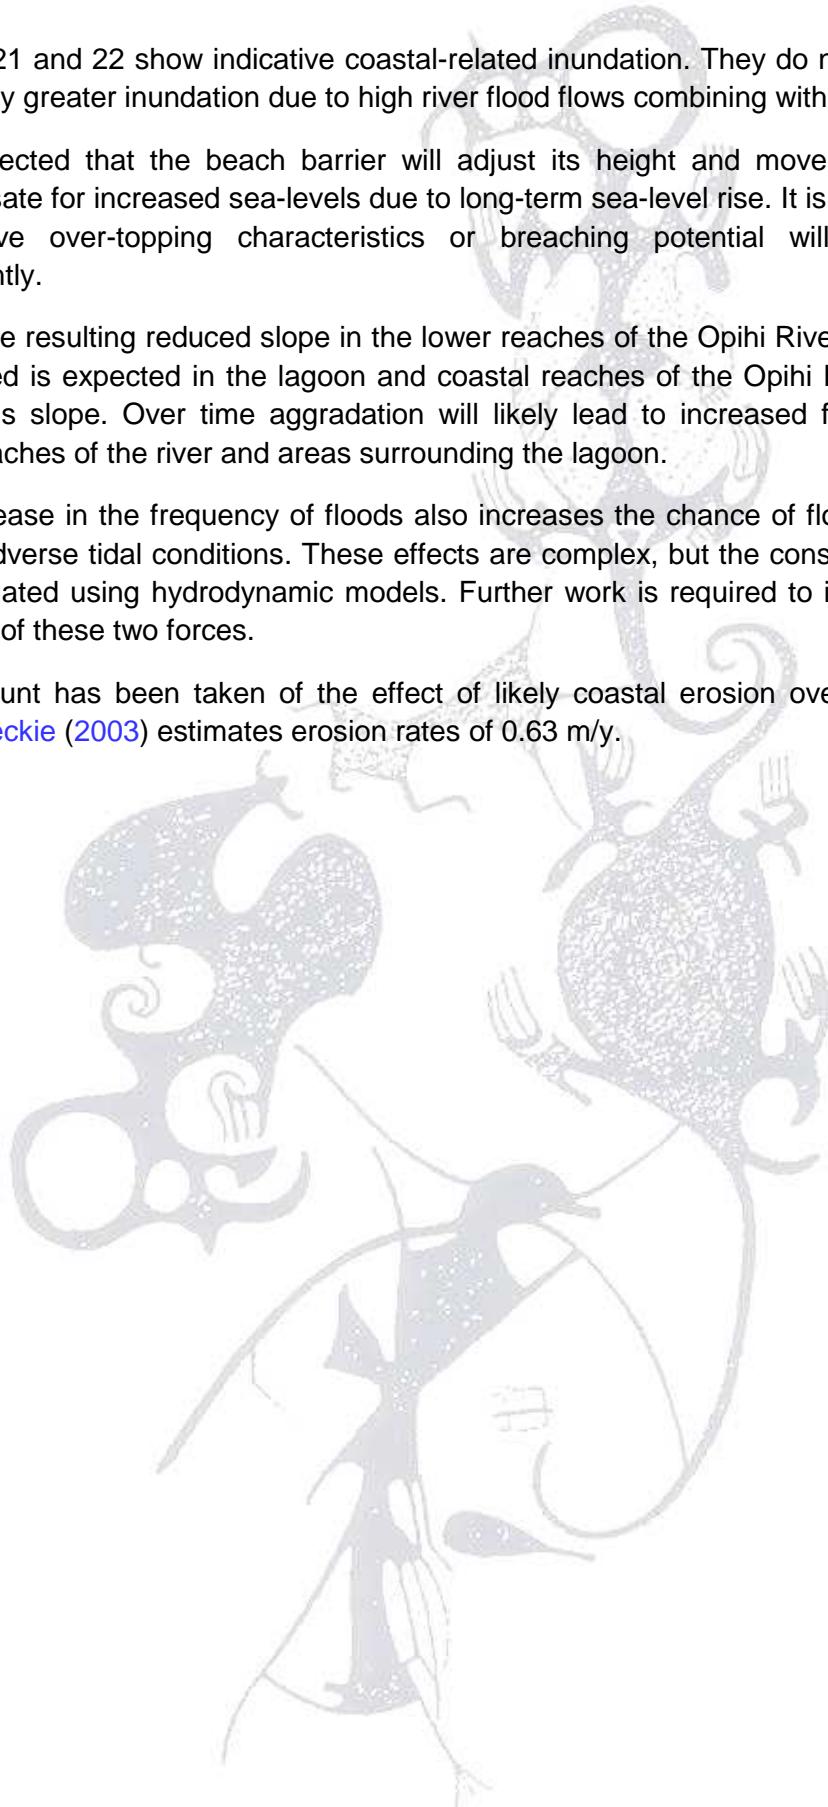 21 and 22 show indicative coastal-related inundation. They do n
y greater inundation due to high river flood flows combining with
ected that the beach barrier will adjust its height and move
sate for increased sea-levels due to long-term sea-level rise. It is
ve over-topping characteristics or breaching potential will
ntly.
e resulting reduced slope in the lower reaches of the Opihi Rive
ed is expected in the lagoon and coastal reaches of the Opihi
s slope. Over time aggradation will likely lead to increased f
aches of the river and areas surrounding the lagoon.
ease in the frequency of floods also increases the chance of flo
dverse tidal conditions. These effects are complex, but the cons
ated using hydrodynamic models. Further work is required to i
of these two forces.
unt has been taken of the effect of likely coastal erosion ove
eckie (2003) estimates erosion rates of 0.63 m/y.